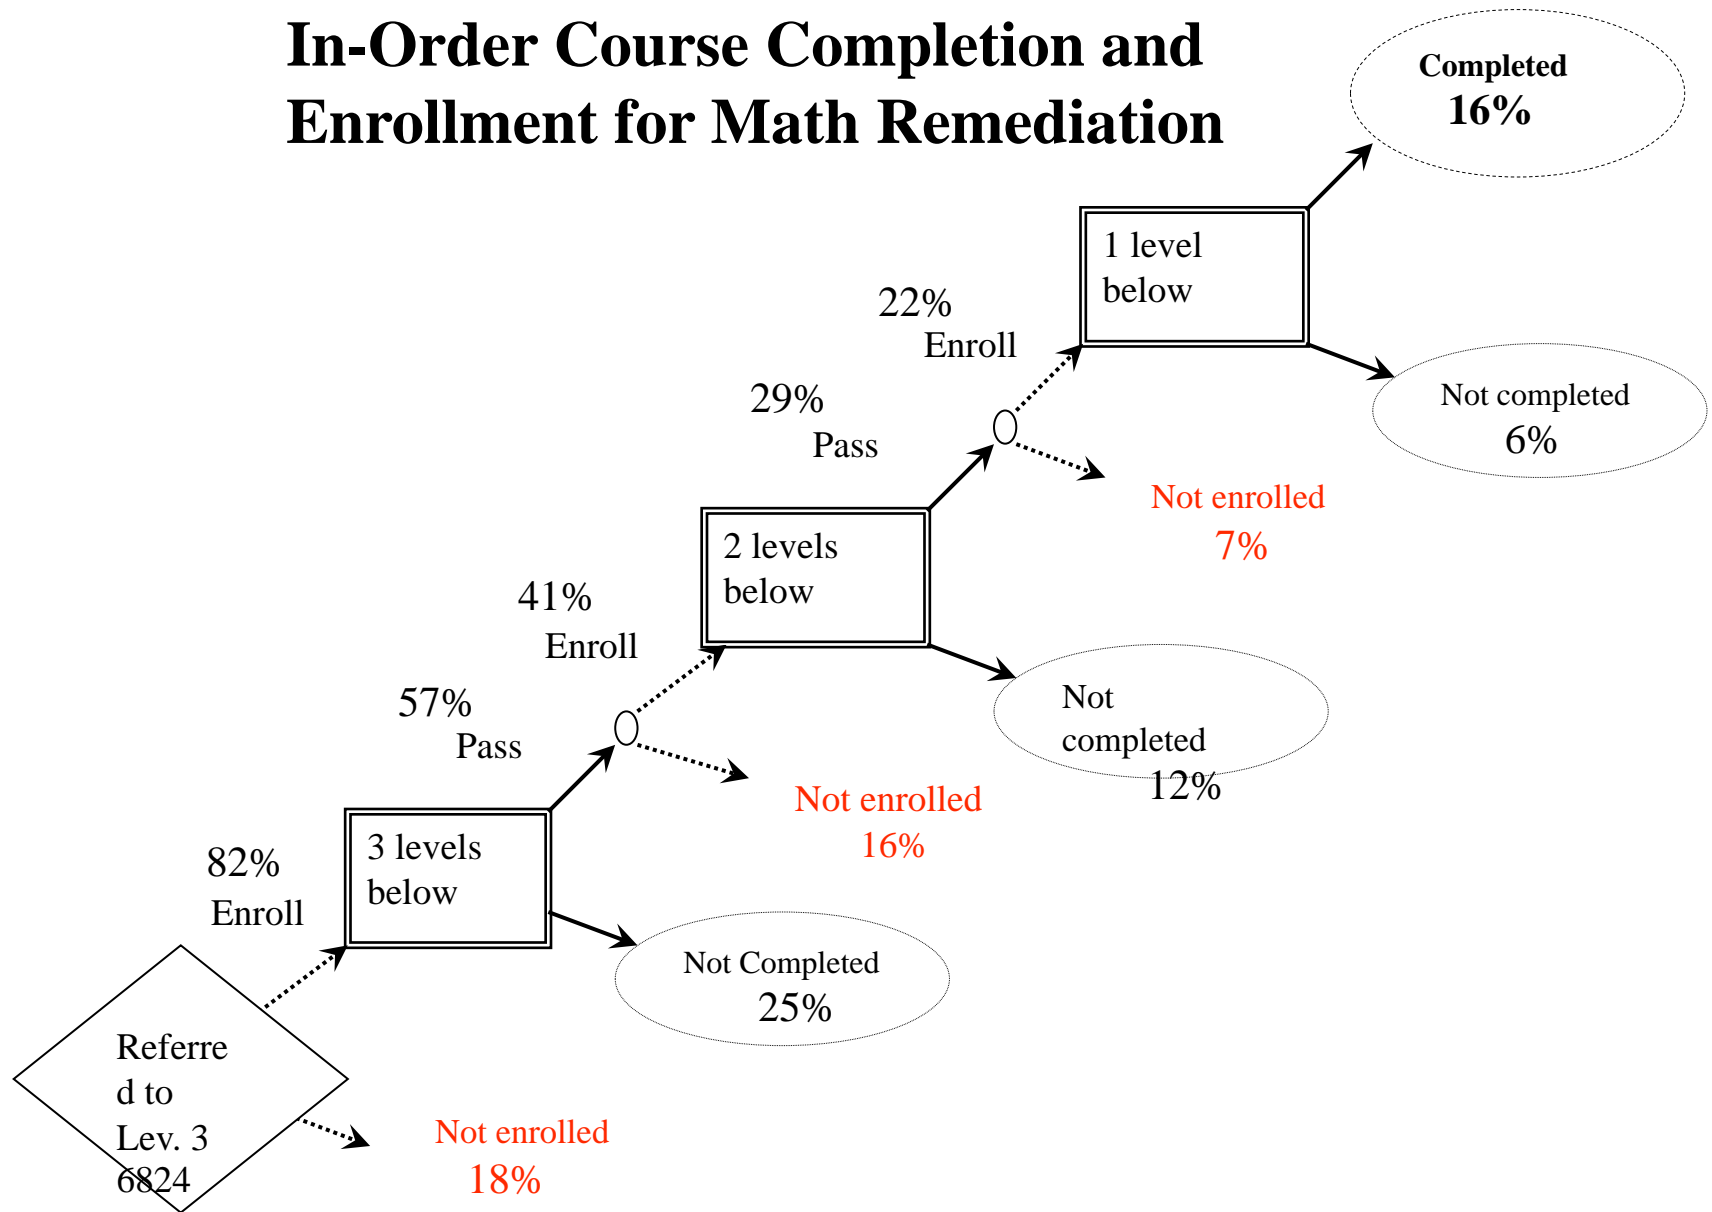 In-Order Course Completion and
Enrollment for Math Remediation
Completed
16%
1 level
below
22%
Enroll
Not completed
6%
29%
Pass
Not enrolled
7%
2 levels
below
41%
Enroll
Not
completed
12%
57%
Pass
Not enrolled
16%
3 levels
below
82%
Enroll
Not Completed
25%
Referre
d to
Lev. 3
6824
Not enrolled
18%